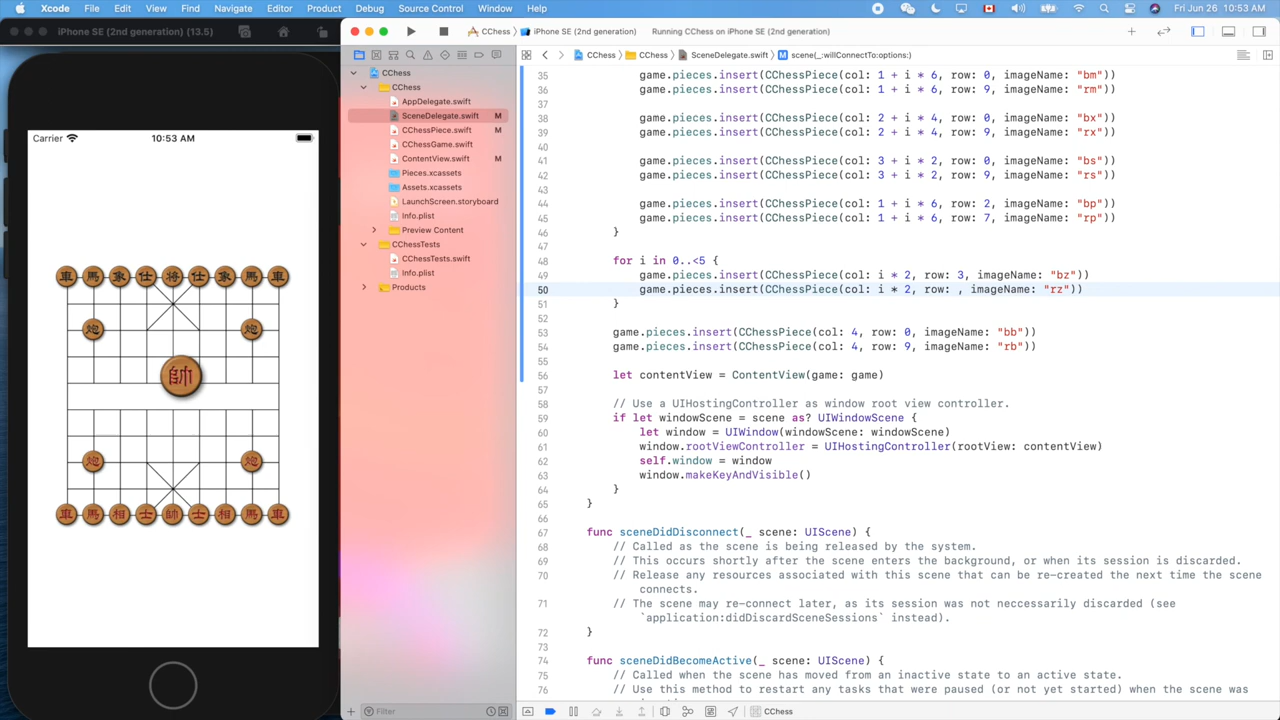 Xcode File Edit View Find Navigate Editor Product Debug Source Control Window Help Fri Jun 26 10:53 AM
iPhone SE (2nd generation) (13.5)
CChess iPhone SE (2nd generation)
Running CChess on iPhone SE (2nd generation)
CChess CChess SceneDelegate.swift M scene(_:willConnectTo:options:)
CChess
CChess
AppDelegate.swift
SceneDelegate.swift M
CChessPiece.swift M
CChessGame.swift
ContentView.swift M
Pieces.xcassets
Assets.xcassets
LaunchScreen.storyboard
Info.plist
Preview Content
CChessTests
CChessTests.swift
Info.plist
Products
Filter
Carrier 10:53 AM
車 馬 象 仕 将 仕 象 馬 車
炮 炮
帥
炮 炮
車 馬 相 士 帥 士 相 馬 車
35 game.pieces.insert(CChessPiece(col: 1 + i * 6, row: 0, imageName: "bm"))
36 game.pieces.insert(CChessPiece(col: 1 + i * 6, row: 9, imageName: "rm"))
37
38 game.pieces.insert(CChessPiece(col: 2 + i * 4, row: 0, imageName: "bx"))
39 game.pieces.insert(CChessPiece(col: 2 + i * 4, row: 9, imageName: "rx"))
40
41 game.pieces.insert(CChessPiece(col: 3 + i * 2, row: 0, imageName: "bs"))
42 game.pieces.insert(CChessPiece(col: 3 + i * 2, row: 9, imageName: "rs"))
43
44 game.pieces.insert(CChessPiece(col: 1 + i * 6, row: 2, imageName: "bp"))
45 game.pieces.insert(CChessPiece(col: 1 + i * 6, row: 7, imageName: "rp"))
46 }
47
48 for i in 0..<5 {
49 game.pieces.insert(CChessPiece(col: i * 2, row: 3, imageName: "bz"))
50 game.pieces.insert(CChessPiece(col: i * 2, row: , imageName: "rz"))
51 }
52
53 game.pieces.insert(CChessPiece(col: 4, row: 0, imageName: "bb"))
54 game.pieces.insert(CChessPiece(col: 4, row: 9, imageName: "rb"))
55
56 let contentView = ContentView(game: game)
57
58 // Use a UIHostingController as window root view controller.
59 if let windowScene = scene as? UIWindowScene {
60 let window = UIWindow(windowScene: windowScene)
61 window.rootViewController = UIHostingController(rootView: contentView)
62 self.window = window
63 window.makeKeyAndVisible()
64 }
65 }
66
67 func sceneDidDisconnect(_ scene: UIScene) {
68 // Called as the scene is being released by the system.
69 // This occurs shortly after the scene enters the background, or when its session is discarded.
70 // Release any resources associated with this scene that can be re-created the next time the scene
connects.
71 // The scene may re-connect later, as its session was not neccessarily discarded (see
`application:didDiscardSceneSessions` instead).
72 }
73
74 func sceneDidBecomeActive(_ scene: UIScene) {
75 // Called when the scene has moved from an inactive state to an active state.
76 // Use this method to restart any tasks that were paused (or not yet started) when the scene was
CChess